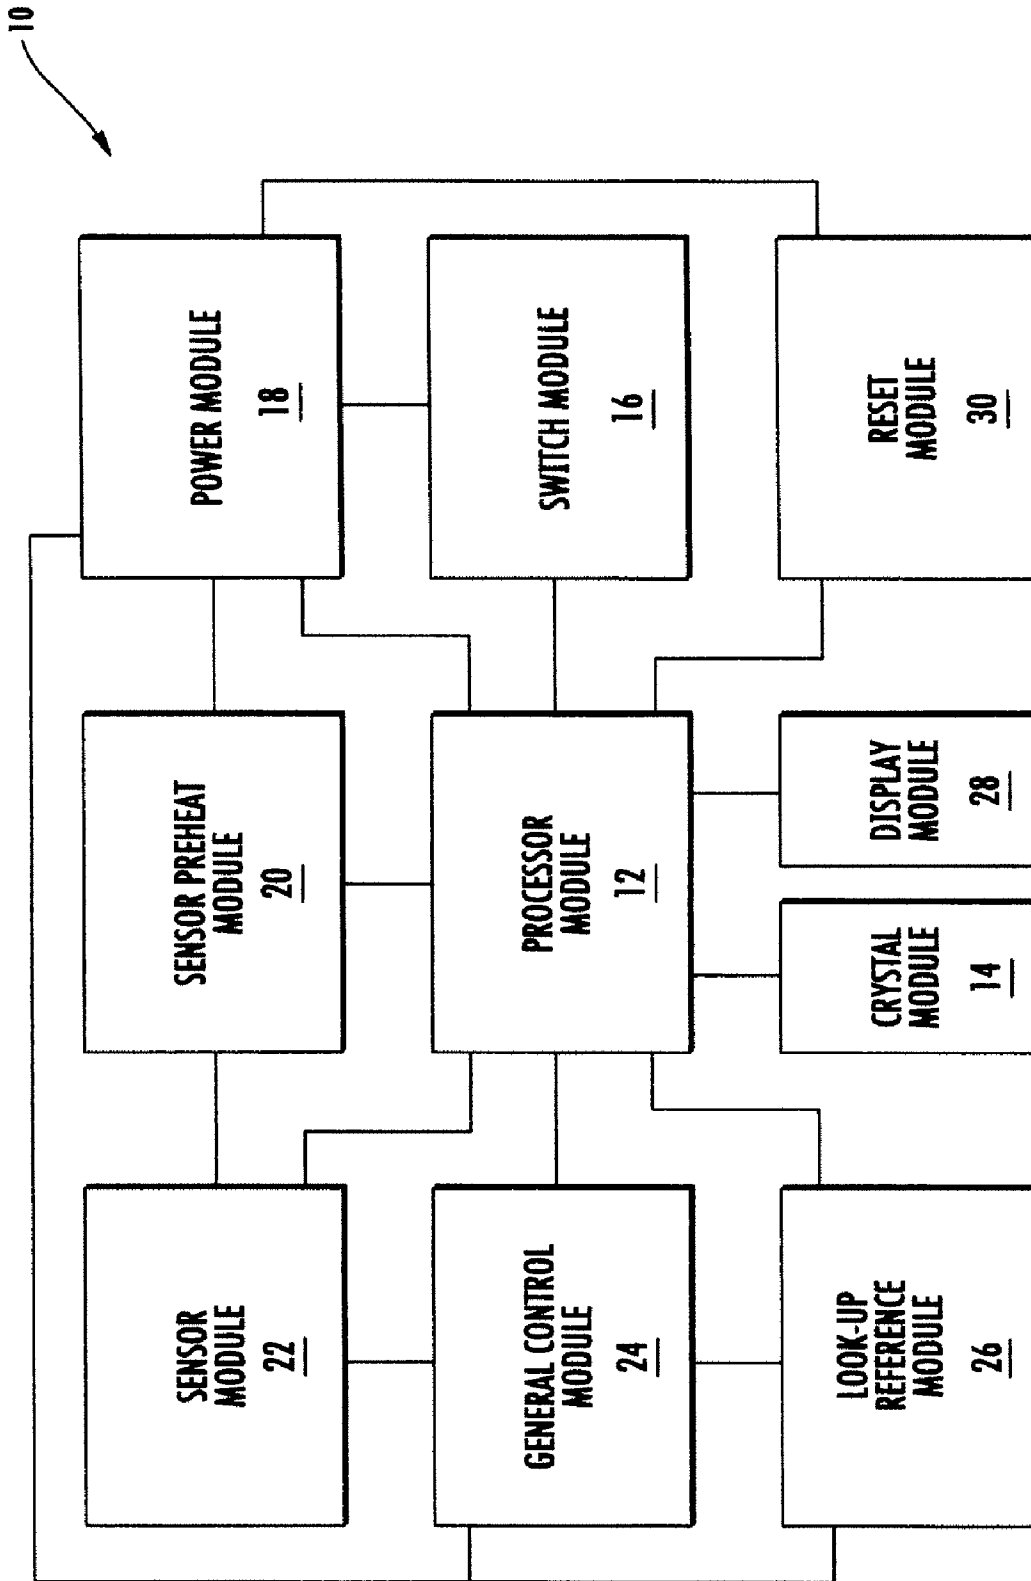 10
SENSOR
MODULE
22
SENSOR PREHEAT
MODULE
20
POWER MODULE
18
GENERAL CONTROL
MODULE
24
PROCESSOR
MODULE
12
SWITCH MODULE
16
LOOK-UP
REFERENCE
MODULE
26
CRYSTAL
MODULE
14
DISPLAY
MODULE
28
RESET
MODULE
30